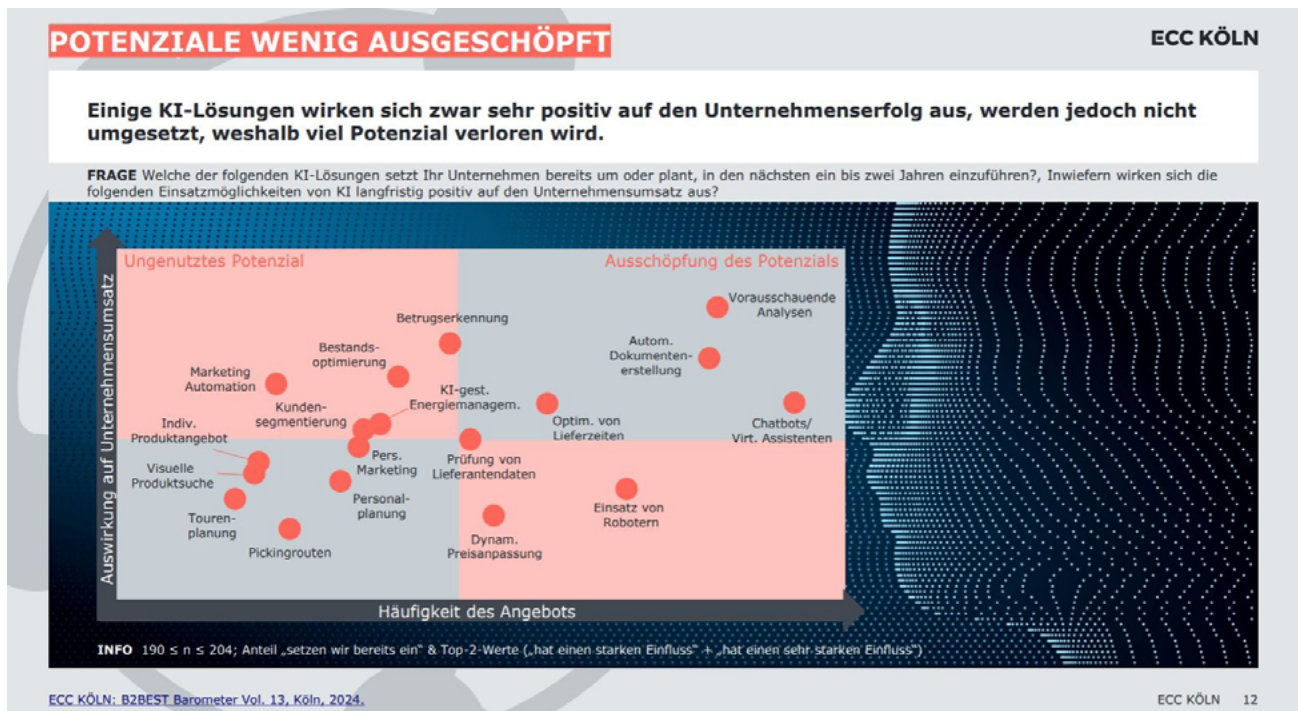 POTENZIALE WENIG AUSGESCHÖPFT
ECC KÖLN
Einige KI-Lösungen wirken sich zwar sehr positiv auf den Unternehmenserfolg aus, werden jedoch nicht
umgesetzt, weshalb viel Potenzial verloren wird.
FRAGE Welche der folgenden KI-Lösungen setzt Ihr Unternehmen bereits um oder plant, in den nächsten ein bis zwei Jahren einzuführen?, Inwiefern wirken sich die
folgenden Einsatzmöglichkeiten von KI langfristig positiv auf den Unternehmensumsatz aus?
Auswirkung auf Unternehmensumsatz
Ungenutztes Potenzial
Ausschöpfung des Potenzials
Vorausschauende
Analysen
Betrugserkennung
Autom.
Dokumenten-
erstellung
Bestands-
optimierung
Marketing
Automation
KI-gest.
Energiemanagem.
Kunden-
segmentierung
Optim. von
Lieferzeiten
Chatbots/
Virt. Assistenten
Indiv.
Produktangebot
Pers.
Marketing
Prüfung von
Lieferantendaten
Visuelle
Produktsuche
Personal-
planung
Einsatz von
Robotern
Touren-
planung
Pickingrouten
Dynam.
Preisanpassung
Häufigkeit des Angebots
INFO 190 ≤ n ≤ 204; Anteil „setzen wir bereits ein“ & Top-2-Werte („hat einen starken Einfluss“ + „hat einen sehr starken Einfluss“)
ECC KÖLN: B2BEST Barometer Vol. 13, Köln, 2024.
ECC KÖLN 12